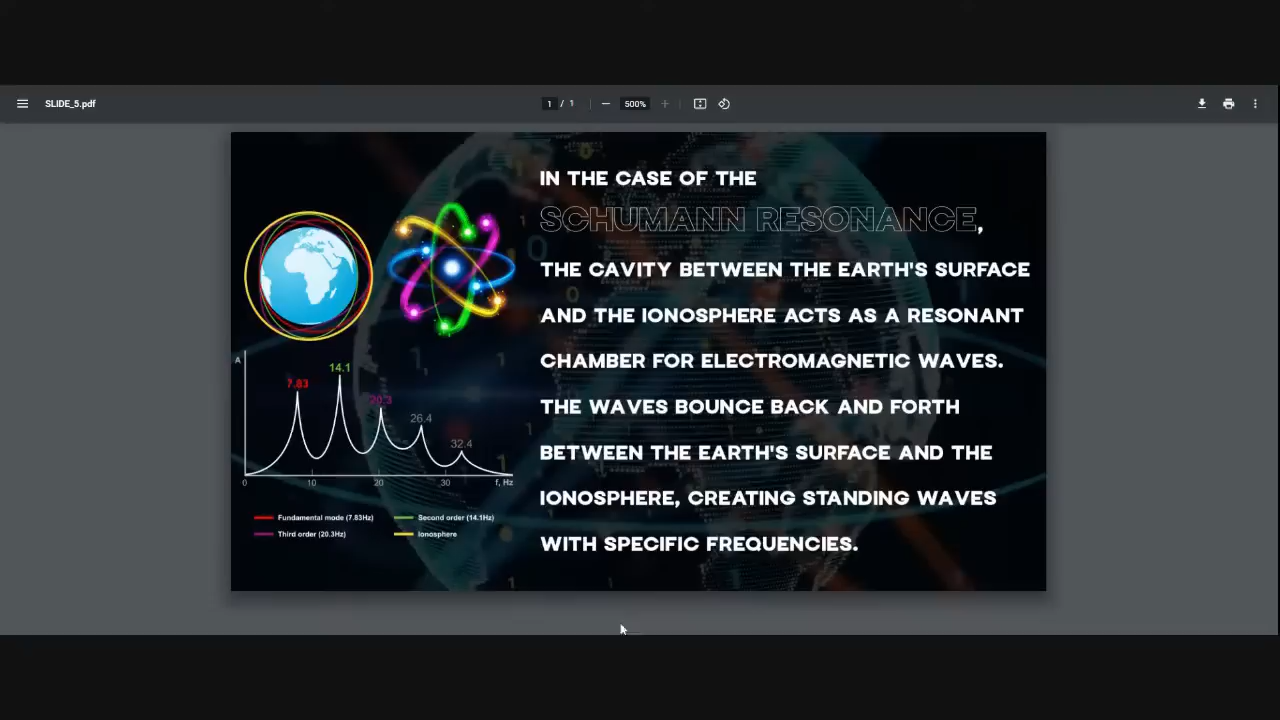 SLIDE_5.pdf
1 / 1
500%
IN THE CASE OF THE
SCHUMANN RESONANCE,
THE CAVITY BETWEEN THE EARTH'S SURFACE
AND THE IONOSPHERE ACTS AS A RESONANT
CHAMBER FOR ELECTROMAGNETIC WAVES.
THE WAVES BOUNCE BACK AND FORTH
BETWEEN THE EARTH'S SURFACE AND THE
IONOSPHERE, CREATING STANDING WAVES
WITH SPECIFIC FREQUENCIES.
A
7.83
14.1
20.3
26.4
32.4
0 10 20 30 f, Hz
Fundamental mode (7.83Hz)
Second order (14.1Hz)
Third order (20.3Hz)
Ionosphere